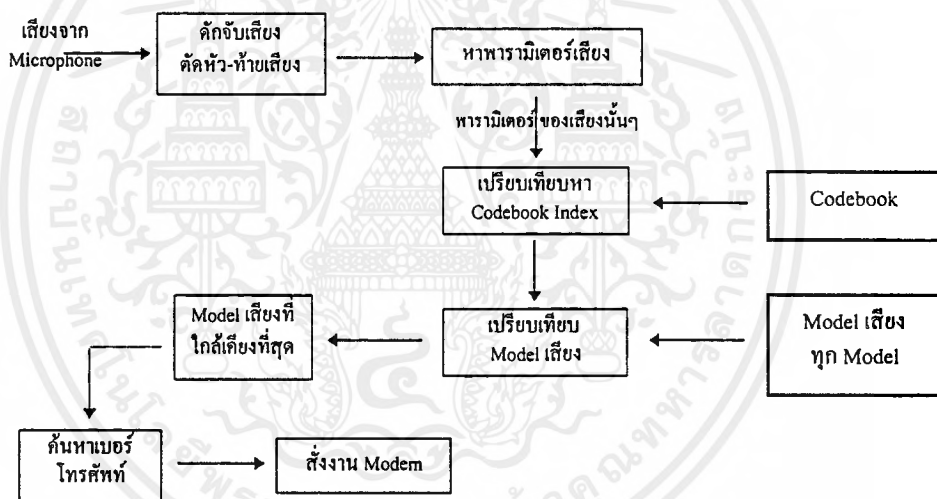 เสียงจาก
Microphone
ดักจับเสียง
ตัดหัว-ท้ายเสียง
หาพารามิเตอร์เสียง
พารามิเตอร์ ของเสียงนั้นๆ
เปรียบเทียบหา
Codebook Index
Codebook
Model เสียงที่
ใกล้เคียงที่สุด
เปรียบเทียบ
Model เสียง
Model เสียง
ทุก Model
ค้นหาเบอร์
โทรศัพท์
สั่งงาน Modem